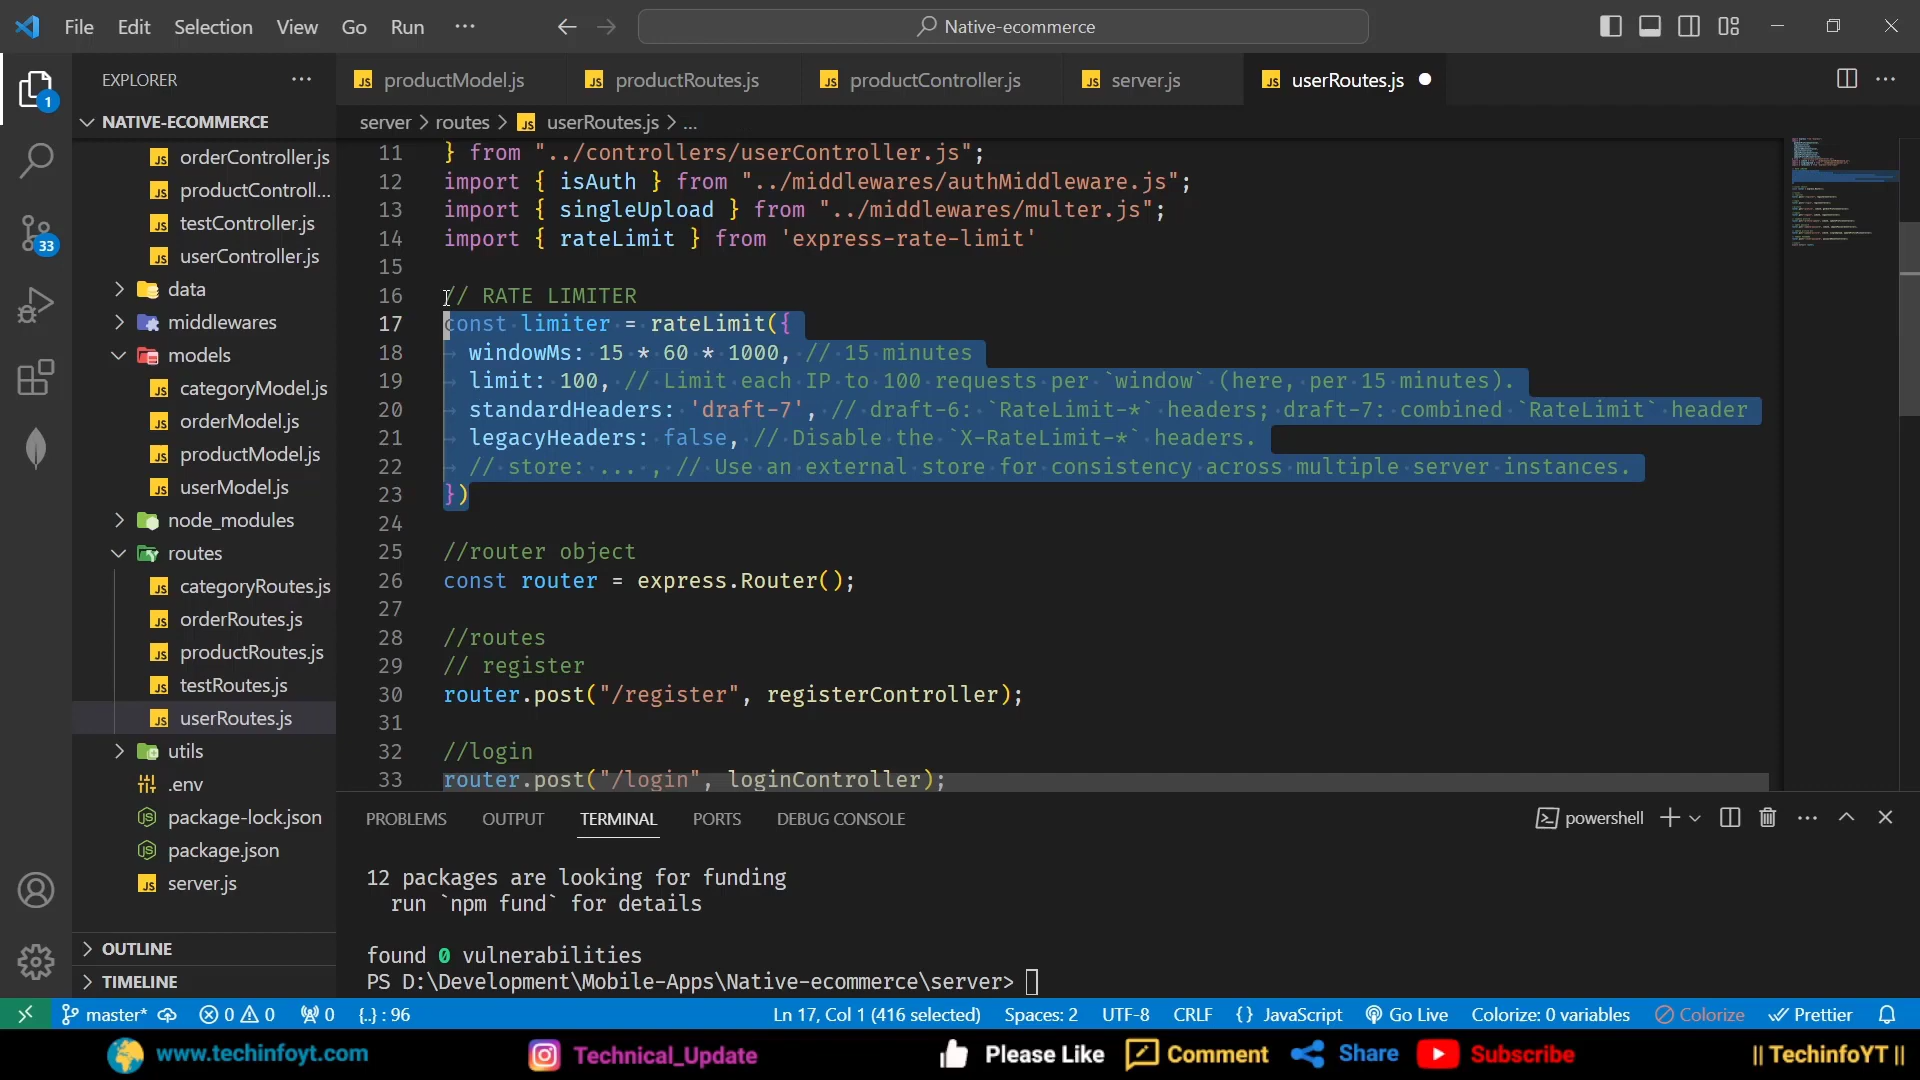 File Edit Selection View Go Run ··· Native-ecommerce
EXPLORER ···
productModel.js productRoutes.js productController.js server.js userRoutes.js
NATIVE-ECOMMERCE
server > routes > userRoutes.js > ...
orderController.js
productControll...
testController.js
userController.js
data
middlewares
models
categoryModel.js
orderModel.js
productModel.js
userModel.js
node_modules
routes
categoryRoutes.js
orderRoutes.js
productRoutes.js
testRoutes.js
userRoutes.js
utils
.env
package-lock.json
package.json
server.js
OUTLINE
TIMELINE
1
33
11 } from "../controllers/userController.js";
12 import { isAuth } from "../middlewares/authMiddleware.js";
13 import { singleUpload } from "../middlewares/multer.js";
14 import { rateLimit } from 'express-rate-limit'
15
16 // RATE LIMITER
17 const limiter = rateLimit({
18 windowMs: 15 * 60 * 1000, // 15 minutes
19 limit: 100, // Limit each IP to 100 requests per `window` (here, per 15 minutes).
20 standardHeaders: 'draft-7', // draft-6: `RateLimit-*` headers; draft-7: combined `RateLimit` header
21 legacyHeaders: false, // Disable the `X-RateLimit-*` headers.
22 // store: ... , // Use an external store for consistency across multiple server instances.
23 })
24
25 //router object
26 const router = express.Router();
27
28 //routes
29 // register
30 router.post("/register", registerController);
31
32 //login
33 router.post("/login", loginController);
PROBLEMS OUTPUT TERMINAL PORTS DEBUG CONSOLE powershell
12 packages are looking for funding
run `npm fund` for details
found 0 vulnerabilities
PS D:\Development\Mobile-Apps\Native-ecommerce\server>
master* 0 0 0 {..} : 96 Ln 17, Col 1 (416 selected) Spaces: 2 UTF-8 CRLF {} JavaScript Go Live Colorize: 0 variables Colorize Prettier
www.techinfoyt.com Technical_Update Please Like Comment Share Subscribe || TechinfoYT ||